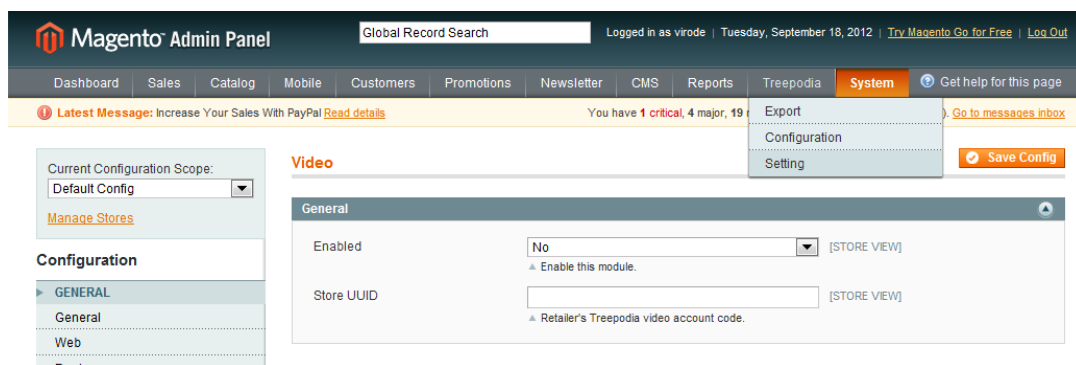 Magento Admin Panel
Global Record Search
Logged in as virode | Tuesday, September 18, 2012 | Try Magento Go for Free | Log Out
Dashboard Sales Catalog Mobile Customers Promotions Newsletter CMS Reports Treepodia System Get help for this page
Latest Message: Increase Your Sales With PayPal Read details You have 1 critical, 4 major, 19 ). Go to messages inbox
Export
Configuration
Setting
Current Configuration Scope:
Default Config
Manage Stores
Configuration
GENERAL
General
Web
Video
Save Config
General
Enabled
No
[STORE VIEW]
Enable this module.
Store UUID
[STORE VIEW]
Retailer's Treepodia video account code.